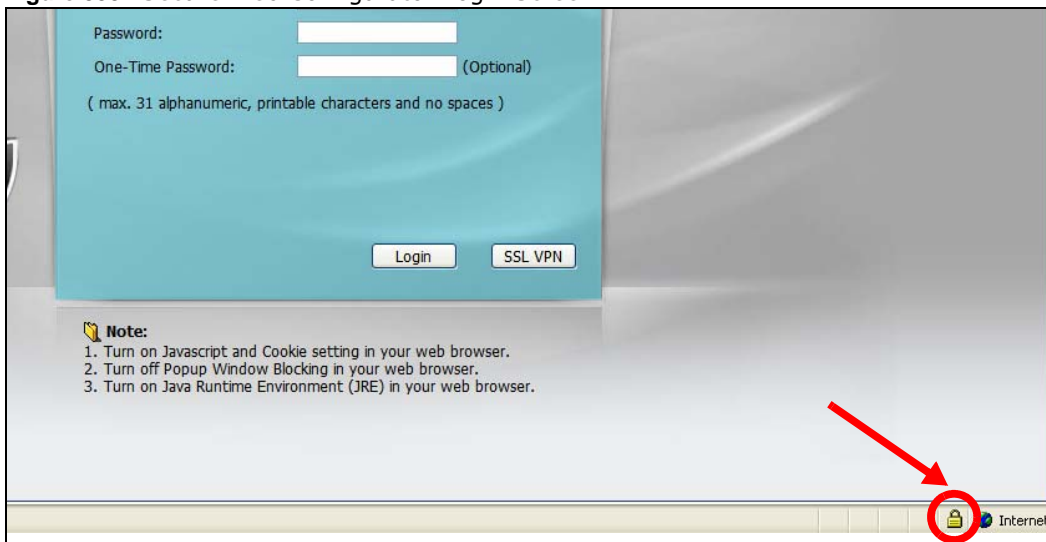 Password:
One-Time Password: (Optional)
( max. 31 alphanumeric, printable characters and no spaces )
Login SSL VPN
Note:
1. Turn on Javascript and Cookie setting in your web browser.
2. Turn off Popup Window Blocking in your web browser.
3. Turn on Java Runtime Environment (JRE) in your web browser.
Internet